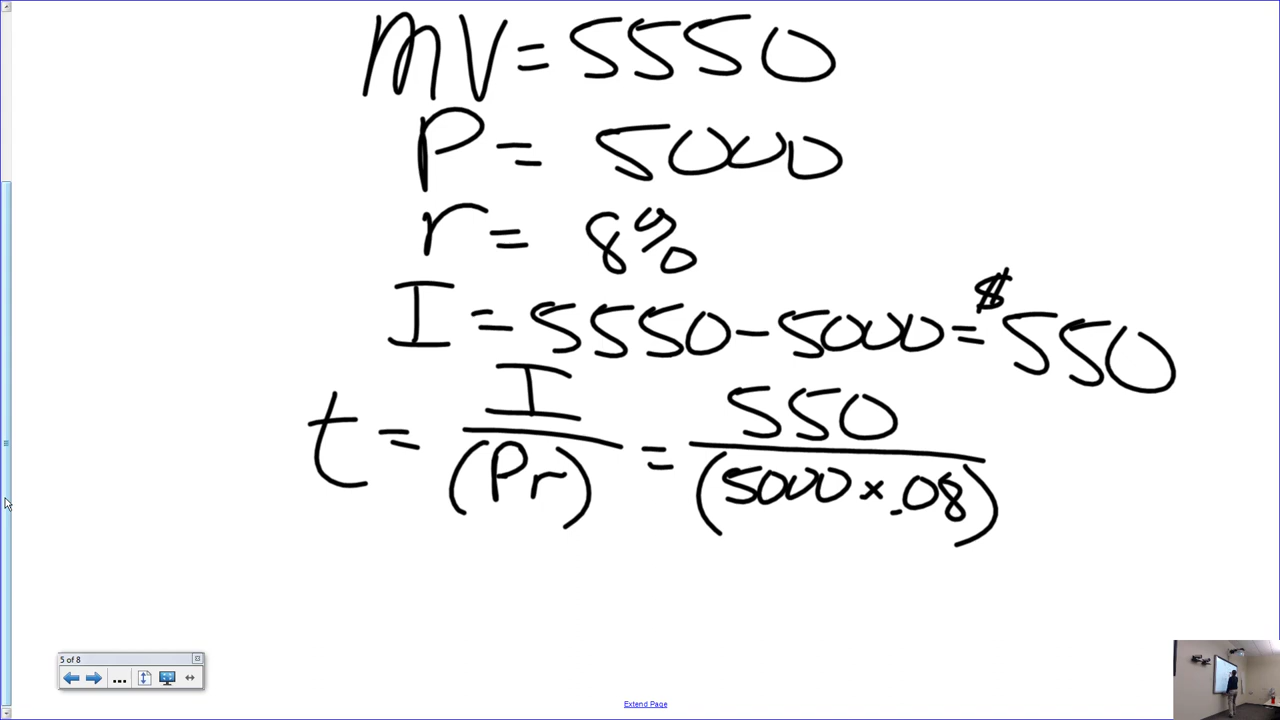 MV = 5550
P = 5000
r = 8%
I = 5550 - 5000 = $550
t = I/(Pr) = 550/(5000 × .08)
5 of 8
...
Extend Page